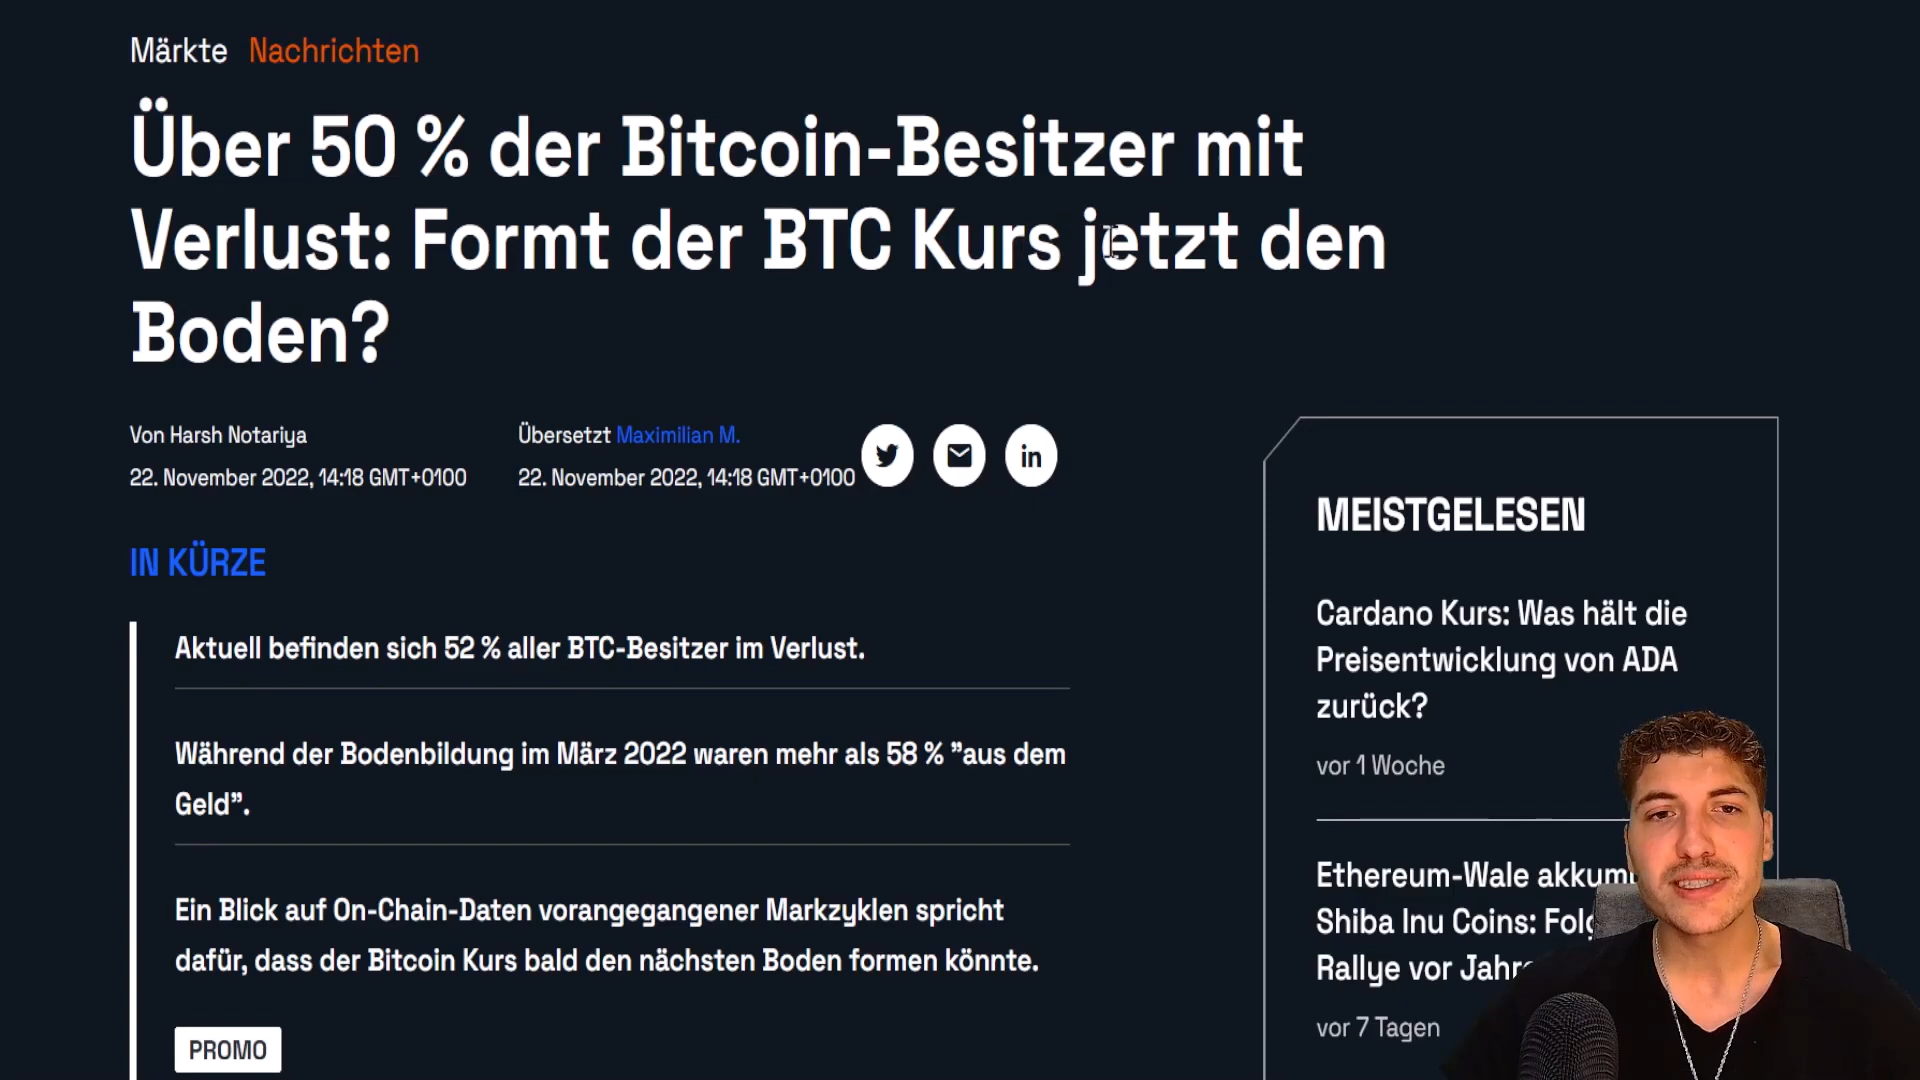 Märkte Nachrichten
Über 50 % der Bitcoin-Besitzer mit
Verlust: Formt der BTC Kurs jetzt den
Boden?
Von Harsh Notariya
22. November 2022, 14:18 GMT+0100
Übersetzt Maximilian M.
22. November 2022, 14:18 GMT+0100
in
IN KÜRZE
Aktuell befinden sich 52 % aller BTC-Besitzer im Verlust.
Während der Bodenbildung im März 2022 waren mehr als 58 % ”aus dem
Geld”.
Ein Blick auf On-Chain-Daten vorangegangener Markzyklen spricht
dafür, dass der Bitcoin Kurs bald den nächsten Boden formen könnte.
PROMO
MEISTGELESEN
Cardano Kurs: Was hält die
Preisentwicklung von ADA
zurück?
vor 1 Woche
Ethereum-Wale
Shiba Inu Coins:
Rallye vor
vor 7 Tagen